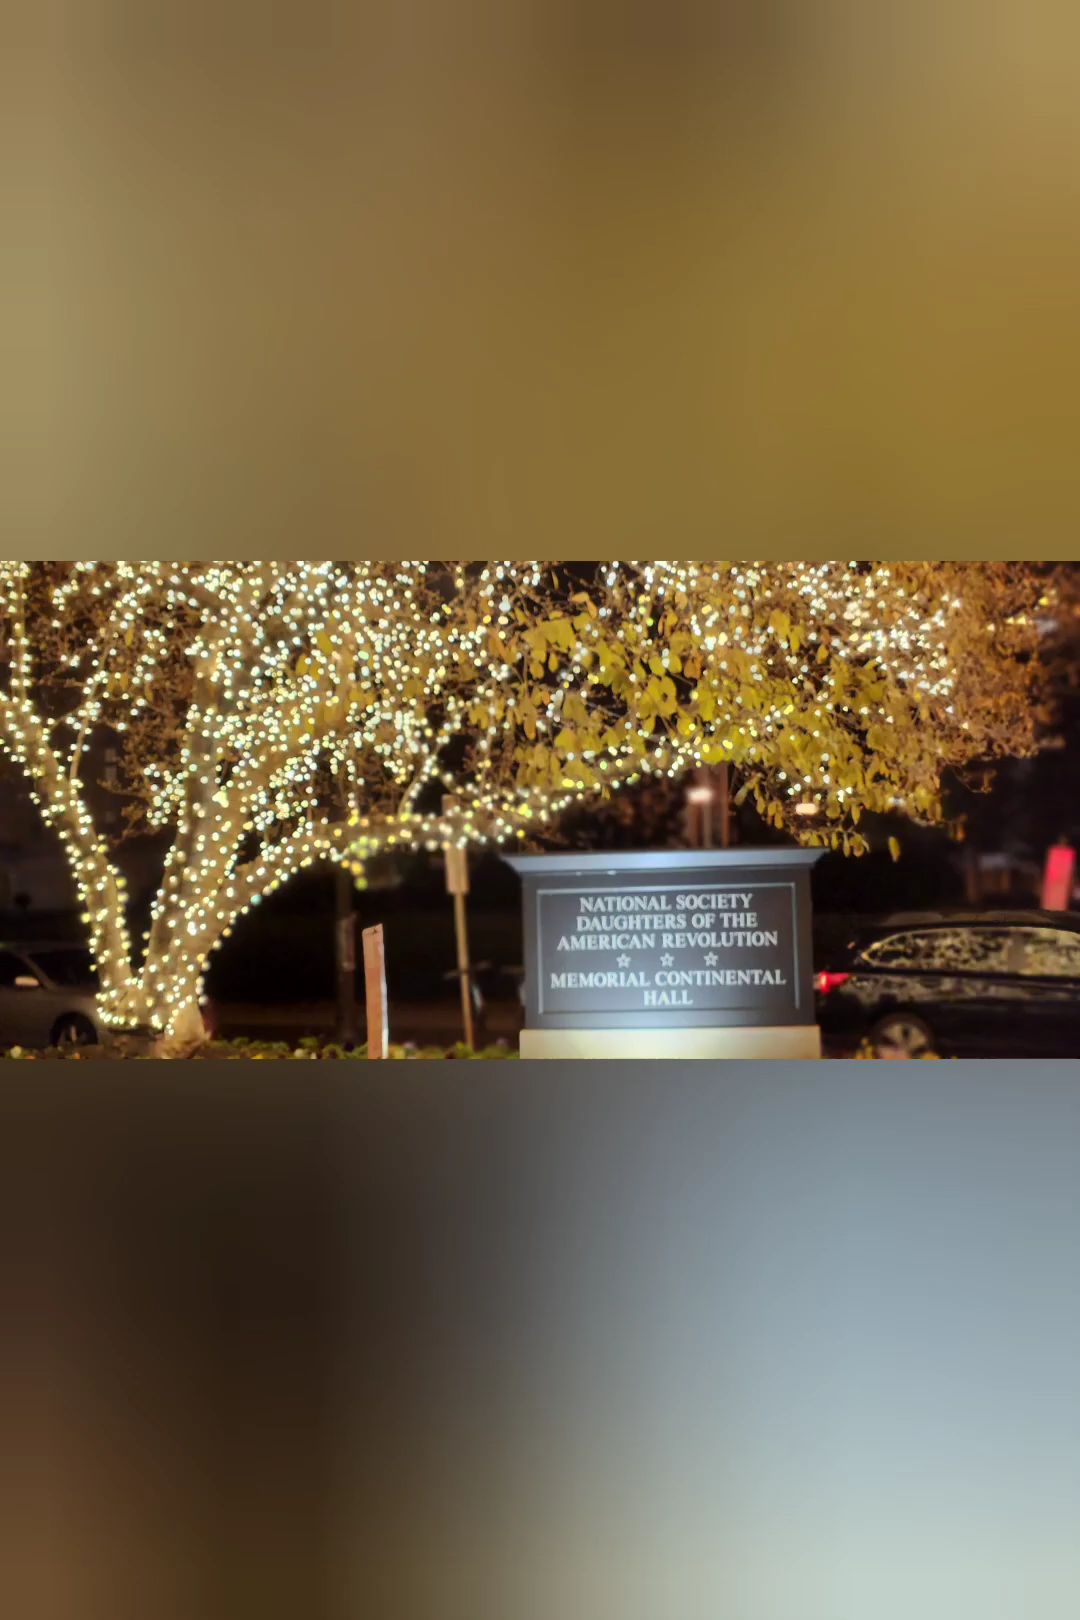 NATIONAL SOCIETY
DAUGHTERS OF THE
AMERICAN REVOLUTION
☆ ☆ ☆
MEMORIAL CONTINENTAL
HALL